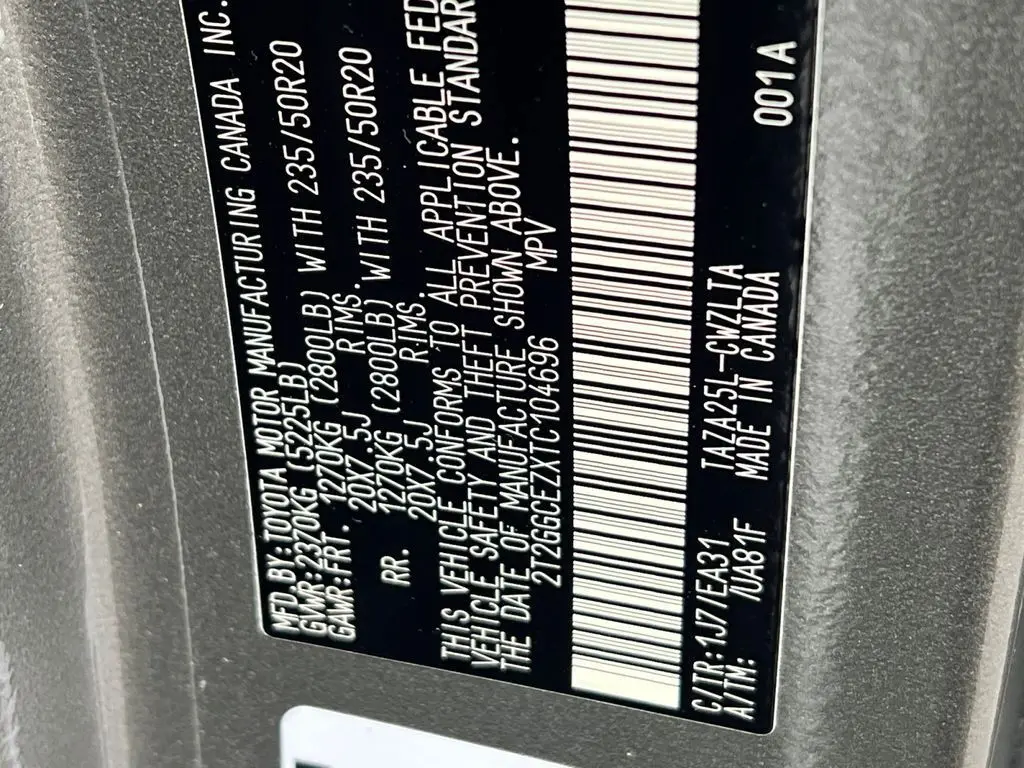 MFD.BY:TOYOTA MOTOR MANUFACTURING CANADA INC.
GVWR:2370KG (5225LB)
GAWR:FRT. 1270KG (2800LB) WITH 235/50R20
20X7.5J RIMS.
RR. 1270KG (2800LB) WITH 235/50R20
20X7.5J RIMS.
THIS VEHICLE CONFORMS TO ALL APPLICABLE FED
VEHICLE SAFETY AND THEFT PREVENTION STANDAR
THE DATE OF MANUFACTURE SHOWN ABOVE.
2T2GGCEZXTC104696 MPV
C/TR:1J77EA31 TAZA25L-CWZLTA
A/TM: /UA81F MADE IN CANADA 001A